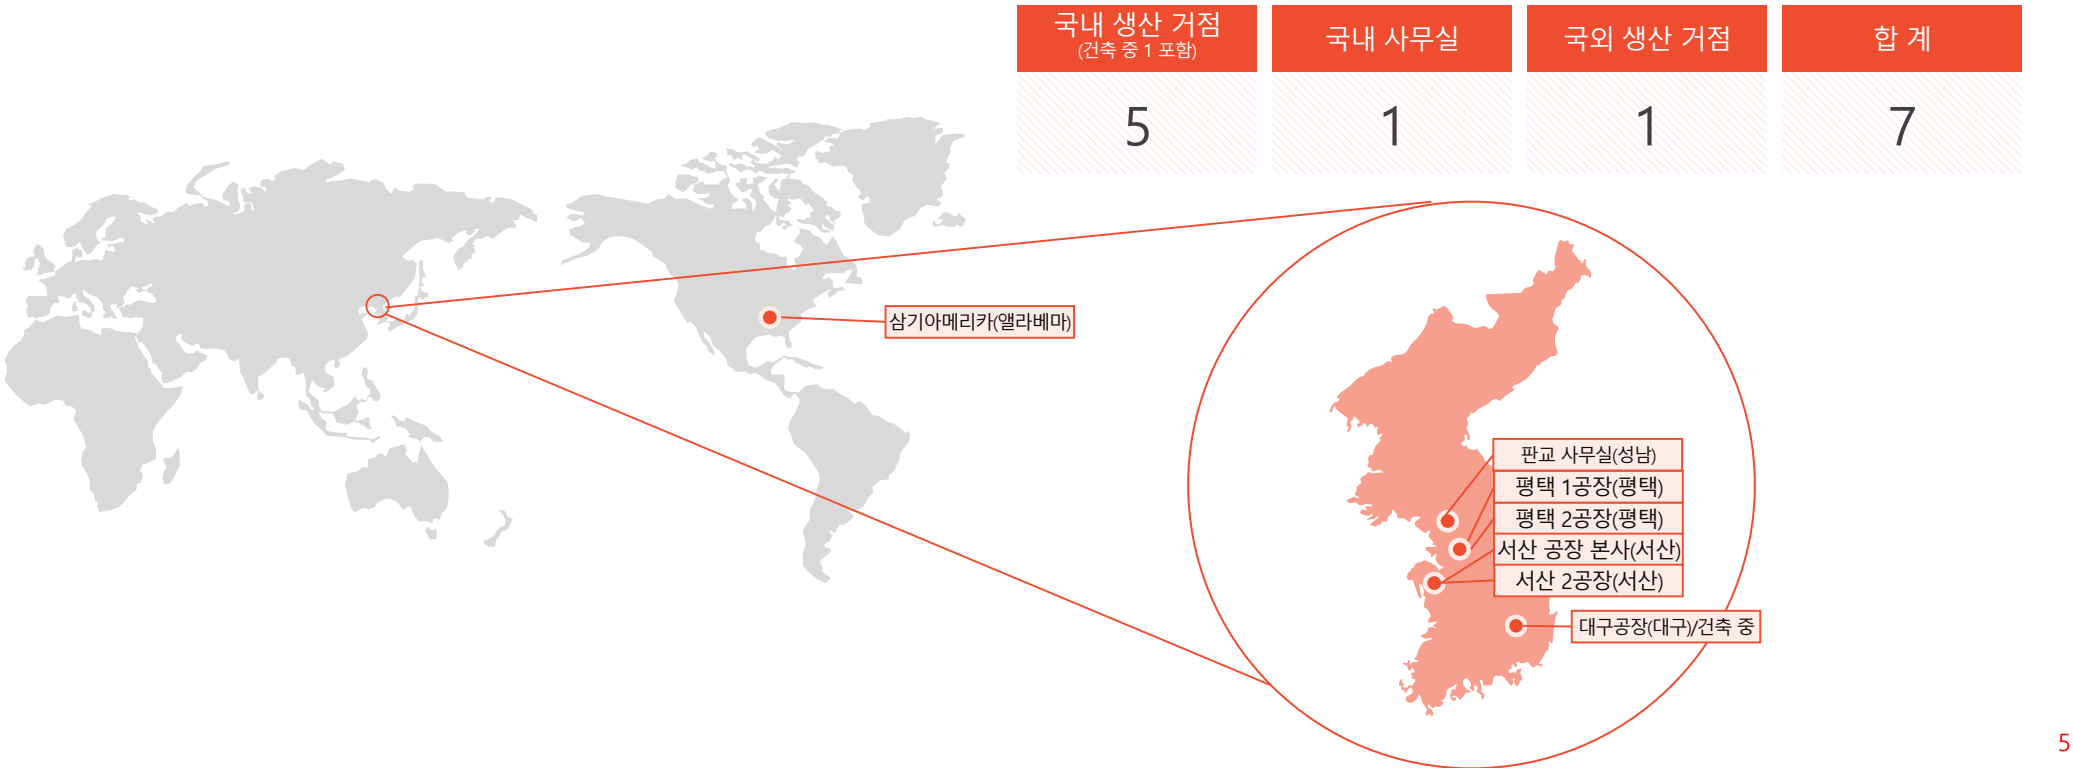 국내 생산 거점
(건축 중 1 포함)
국내 사무실
국외 생산 거점
합 계
5
1
1
7
삼기아메리카(앨라베마)
판교 사무실(성남)
평택 1공장(평택)
평택 2공장(평택)
서산 공장 본사(서산)
서산 2공장(서산)
대구공장(대구)/건축 중
5